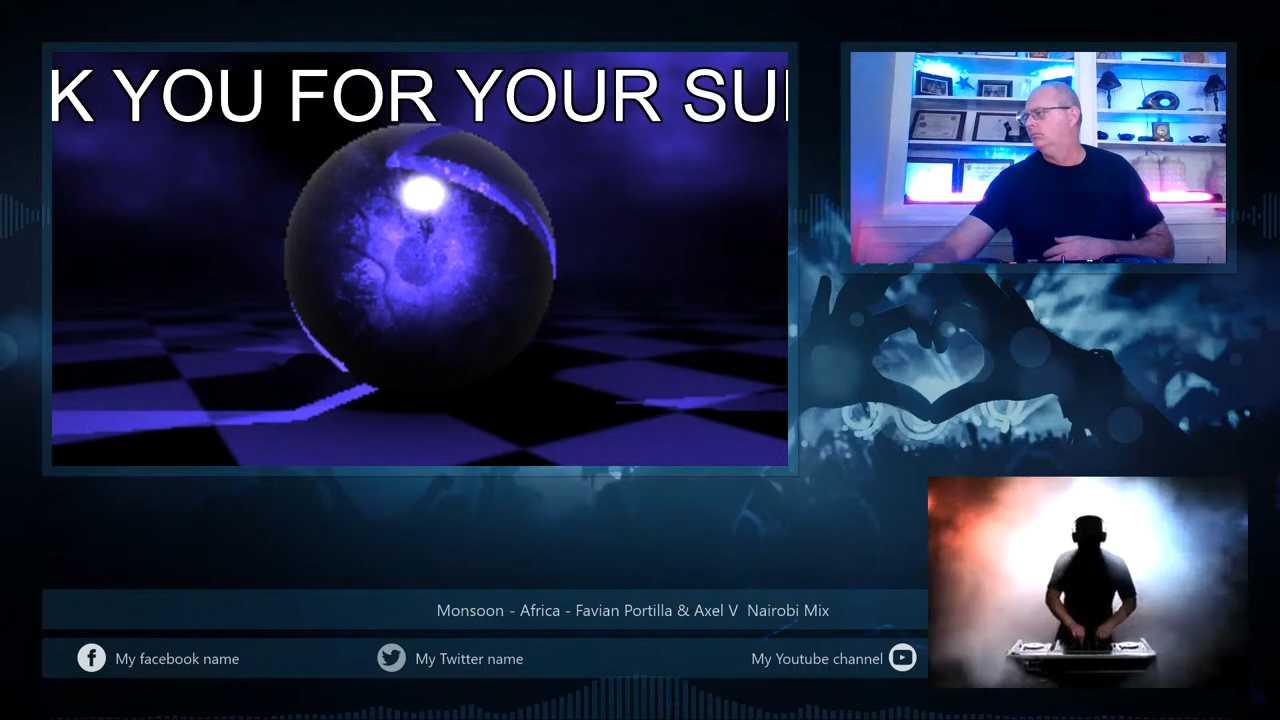 K YOU FOR YOUR SU
Monsoon - Africa - Favian Portilla & Axel V  Nairobi Mix
My facebook name
My Twitter name
My Youtube channel